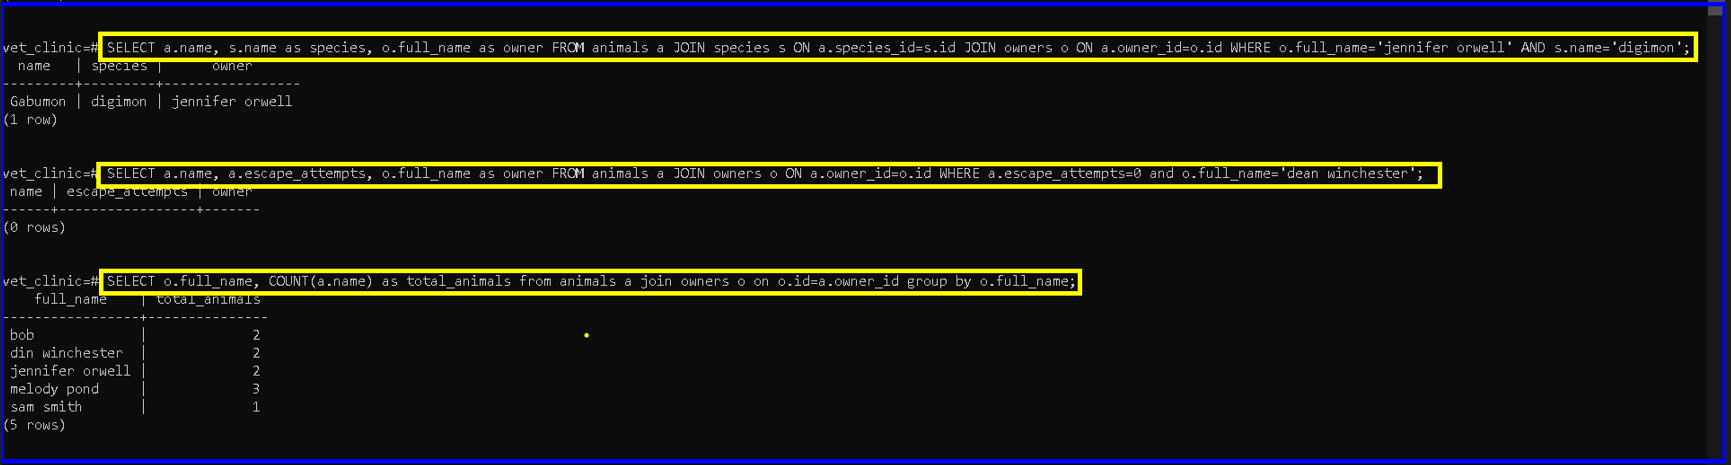 vet_clinic=# SELECT a.name, s.name as species, o.full_name as owner FROM animals a JOIN species s ON a.species_id=s.id JOIN owners o ON a.owner_id=o.id WHERE o.full_name='jennifer orwell' AND s.name='digimon';
  name   | species |      owner
---------+---------+-----------------
 Gabumon | digimon | jennifer orwell
(1 row)
vet_clinic=# SELECT a.name, a.escape_attempts, o.full_name as owner FROM animals a JOIN owners o ON a.owner_id=o.id WHERE a.escape_attempts=0 and o.full_name='dean winchester';
 name | escape_attempts | owner
------+-----------------+-------
(0 rows)
vet_clinic=# SELECT o.full_name, COUNT(a.name) as total_animals from animals a join owners o on o.id=a.owner_id group by o.full_name;
    full_name    | total_animals
-----------------+---------------
 bob             |             2
 din winchester  |             2
 jennifer orwell |             2
 melody pond     |             3
 sam smith       |             1
(5 rows)